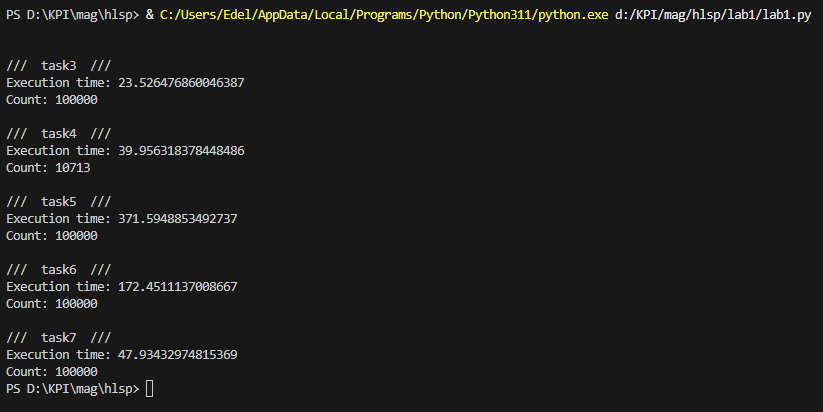 PS D:\KPI\mag\hlsp> & C:/Users/Edel/AppData/Local/Programs/Python/Python311/python.exe d:/KPI/mag/hlsp/lab1/lab1.py
///  task3  ///
Execution time: 23.526476860046387
Count: 100000
///  task4  ///
Execution time: 39.956318378448486
Count: 10713
///  task5  ///
Execution time: 371.5948853492737
Count: 100000
///  task6  ///
Execution time: 172.4511137008667
Count: 100000
///  task7  ///
Execution time: 47.93432974815369
Count: 100000
PS D:\KPI\mag\hlsp>